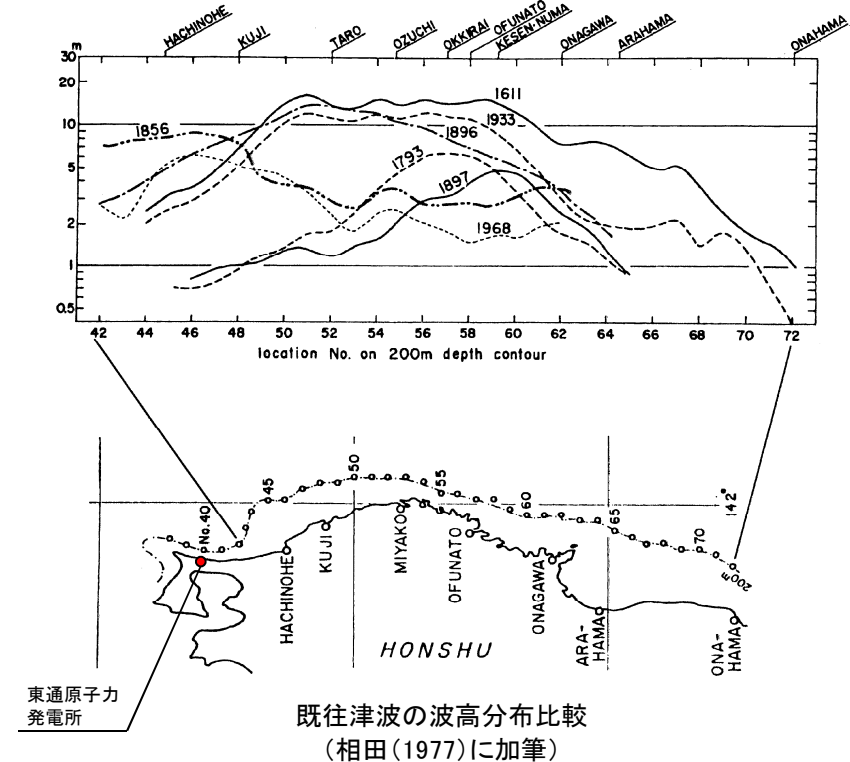 HACHINOHE
KUJI
TARO
OZUCHI
OKKIRAI
OFUNATO
KESEN-NUMA
ONAGAWA
ARAHAMA
ONAHAMA
m
30
20
10
5
2
1
0.5
1611
1856
1933
1896
1793
1897
1968
42 44 46 48 50 52 54 56 58 60 62 64 66 68 70 72
location No. on 200m depth contour
No.40
45
50
55
60
65
70
142°
200m
HACHINOHE
KUJI
MIYAKO
OFUNATO
ONAGAWA
ARA-
HAMA
ONA-
HAMA
HONSHU
東通原子力
発電所
既往津波の波高分布比較
(相田(1977)に加筆)